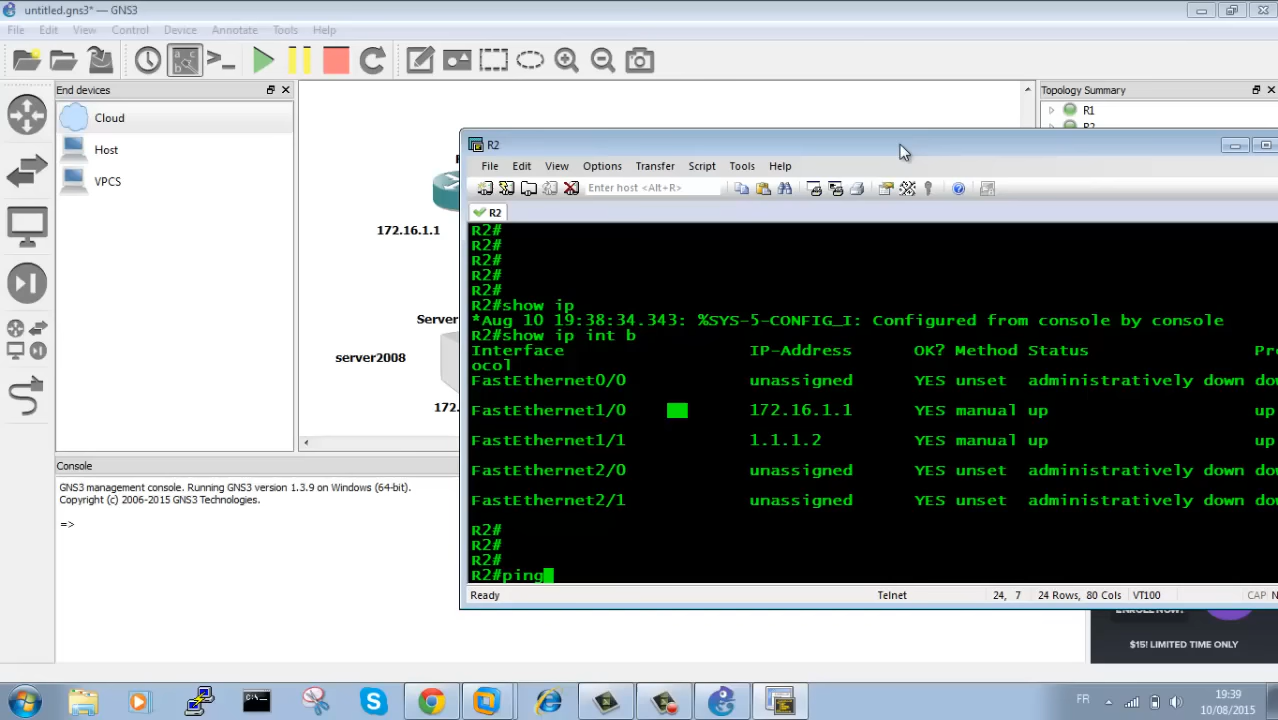 untitled.gns3* — GNS3
File Edit View Control Device Annotate Tools Help
End devices
Cloud
Host
VPCS
172.16.1.1
Server
server2008
172.
Topology Summary
R1
R2
R2
File Edit View Options Transfer Script Tools Help
Enter host <Alt+R>
R2
R2#
R2#
R2#
R2#
R2#
R2#show ip
*Aug 10 19:38:34.343: %SYS-5-CONFIG_I: Configured from console by console
R2#show ip int b
Interface IP-Address OK? Method Status Pro
ocol
FastEthernet0/0 unassigned YES unset administratively down do
FastEthernet1/0 172.16.1.1 YES manual up up
FastEthernet1/1 1.1.1.2 YES manual up up
FastEthernet2/0 unassigned YES unset administratively down do
FastEthernet2/1 unassigned YES unset administratively down do
R2#
R2#
R2#
R2#ping
Ready Telnet 24, 7 24 Rows, 80 Cols VT100 CAP N
Console
GNS3 management console. Running GNS3 version 1.3.9 on Windows (64-bit).
Copyright (c) 2006-2015 GNS3 Technologies.
=>
ENROLL NOW!
$15! LIMITED TIME ONLY
FR
19:39
10/08/2015